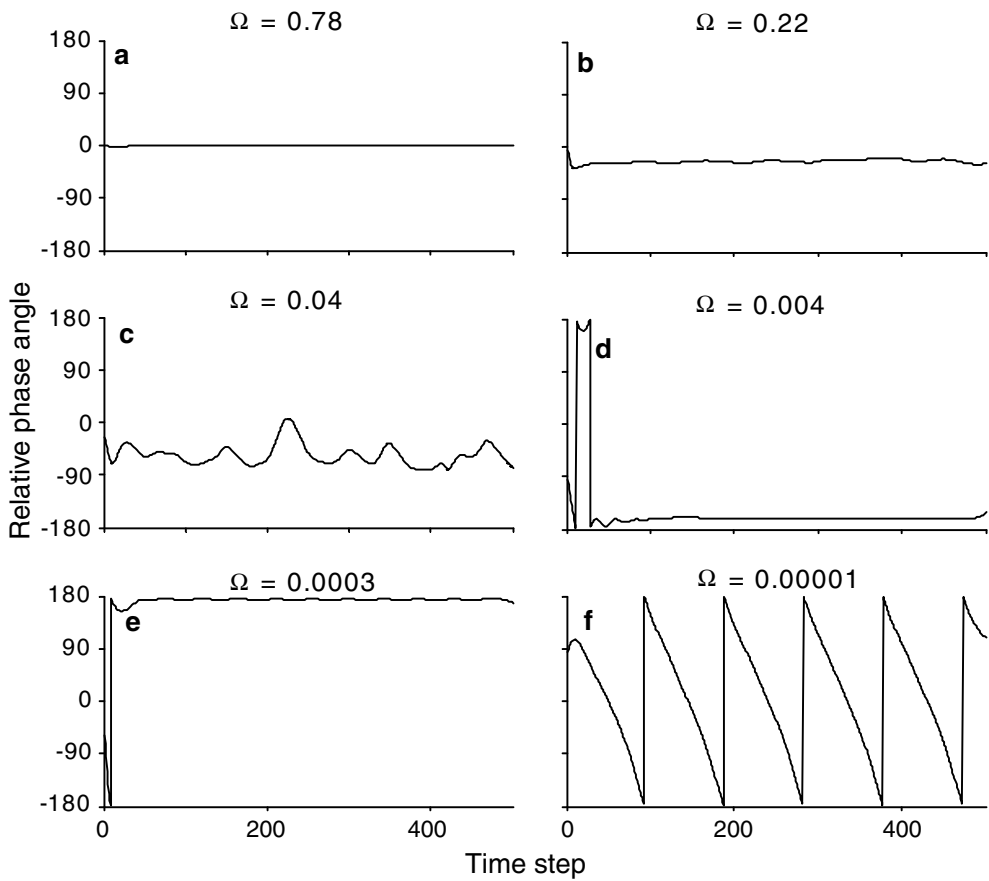 Ω = 0.78
Ω = 0.22
180
90
0
-90
-180
a
b
Ω = 0.04
Ω = 0.004
180
90
0
-90
-180
c
d
Relative phase angle
Ω = 0.0003
Ω = 0.00001
180
90
0
-90
-180
e
f
0
200
400
0
200
400
Time step